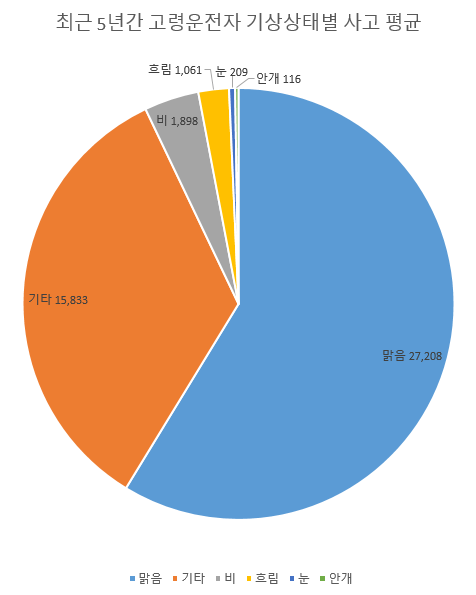 최근 5년간 고령운전자 기상상태별 사고 평균
흐림 1,061
눈 209
안개 116
비 1,898
기타 15,833
맑음 27,208
맑음 기타 비 흐림 눈 안개